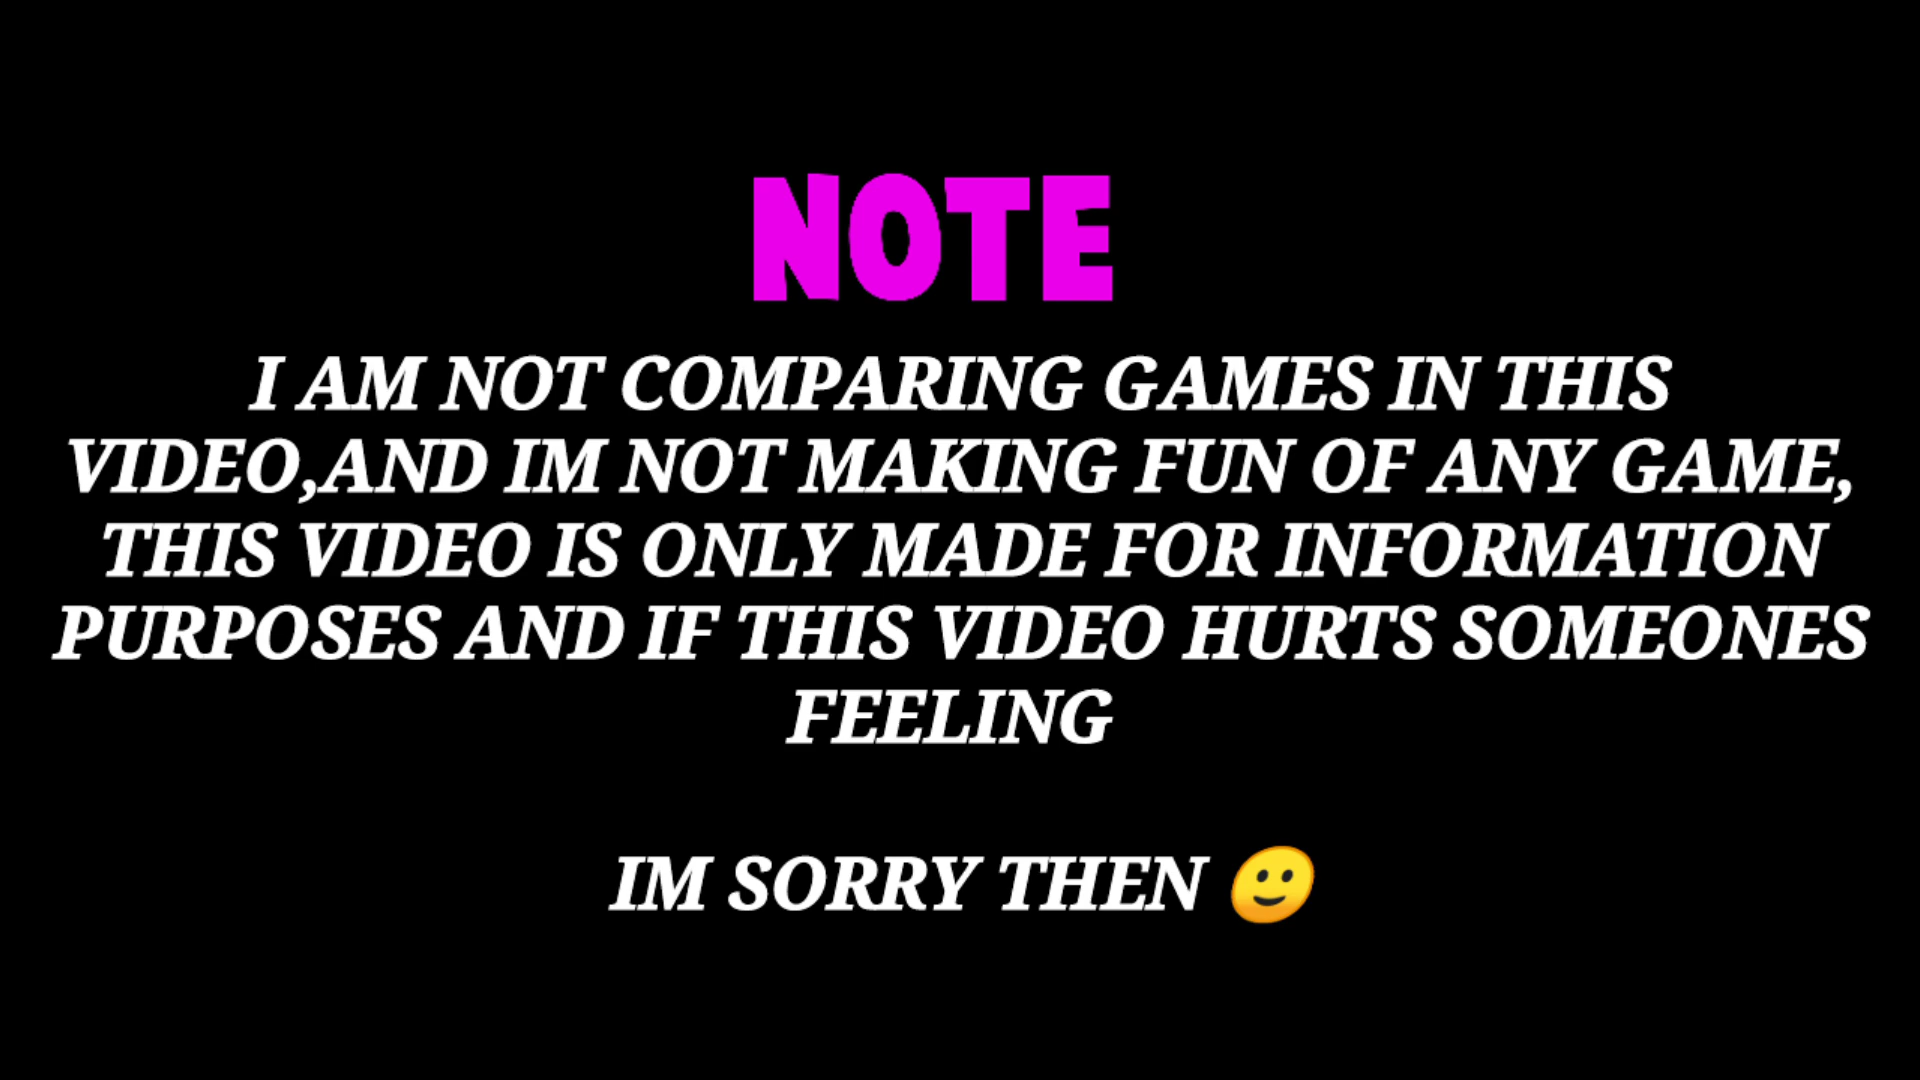 NOTE
I AM NOT COMPARING GAMES IN THIS
VIDEO,AND IM NOT MAKING FUN OF ANY GAME,
THIS VIDEO IS ONLY MADE FOR INFORMATION
PURPOSES AND IF THIS VIDEO HURTS SOMEONES
FEELING
IM SORRY THEN 🙂